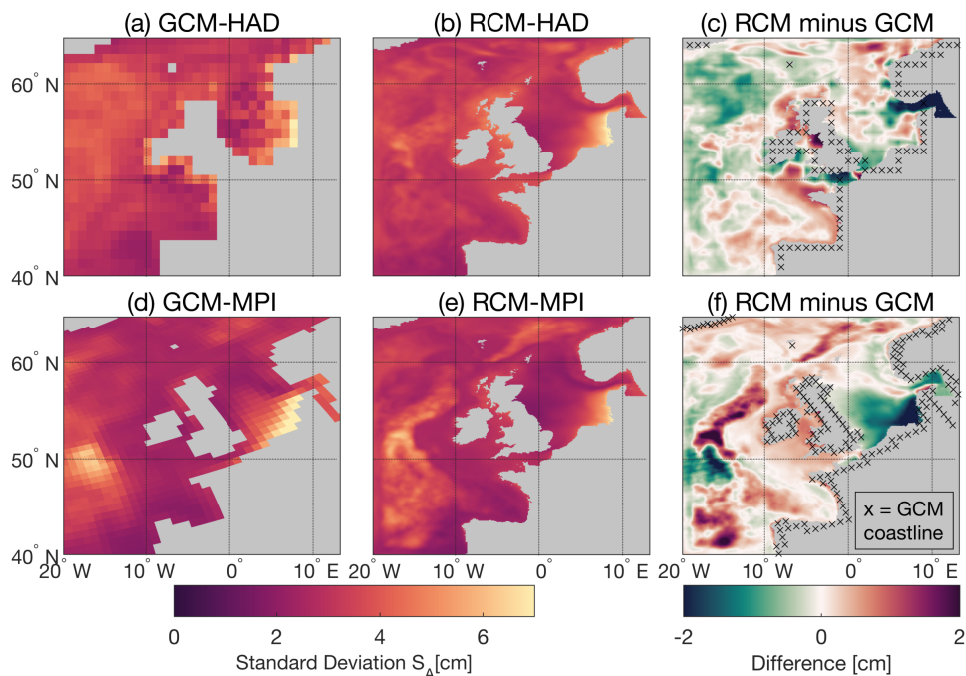 (a) GCM-HAD
(b) RCM-HAD
(c) RCM minus GCM
60° N
50° N
40° N
(d) GCM-MPI
(e) RCM-MPI
(f) RCM minus GCM
60° N
50° N
40° N
x = GCM
coastline
20° W 10° W 0° 10° E
20° W 10° W 0° 10° E
20° W 10° W 0° 10° E
0 2 4 6
Standard Deviation S_A[cm]
-2 0 2
Difference [cm]